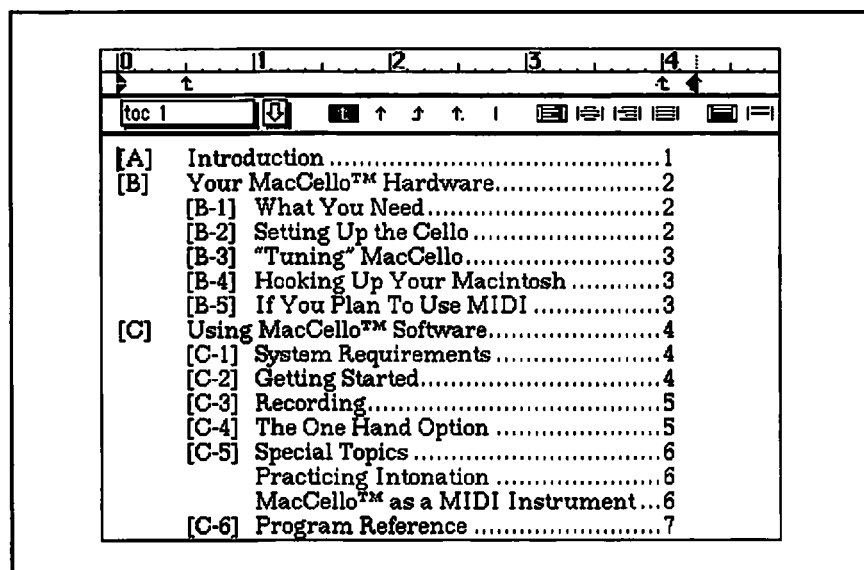 0 1 2 3 4
toc 1
[A] Introduction ..........................................1
[B] Your MacCello™ Hardware.....................2
[B-1] What You Need..............................2
[B-2] Setting Up the Cello........................2
[B-3] "Tuning" MacCello.........................3
[B-4] Hooking Up Your Macintosh ............3
[B-5] If You Plan To Use MIDI ................3
[C] Using MacCello™ Software......................4
[C-1] System Requirements ......................4
[C-2] Getting Started...............................4
[C-3] Recording......................................5
[C-4] The One Hand Option .....................5
[C-5] Special Topics ................................6
Practicing Intonation .....................6
MacCello™ as a MIDI Instrument...6
[C-6] Program Reference ........................7